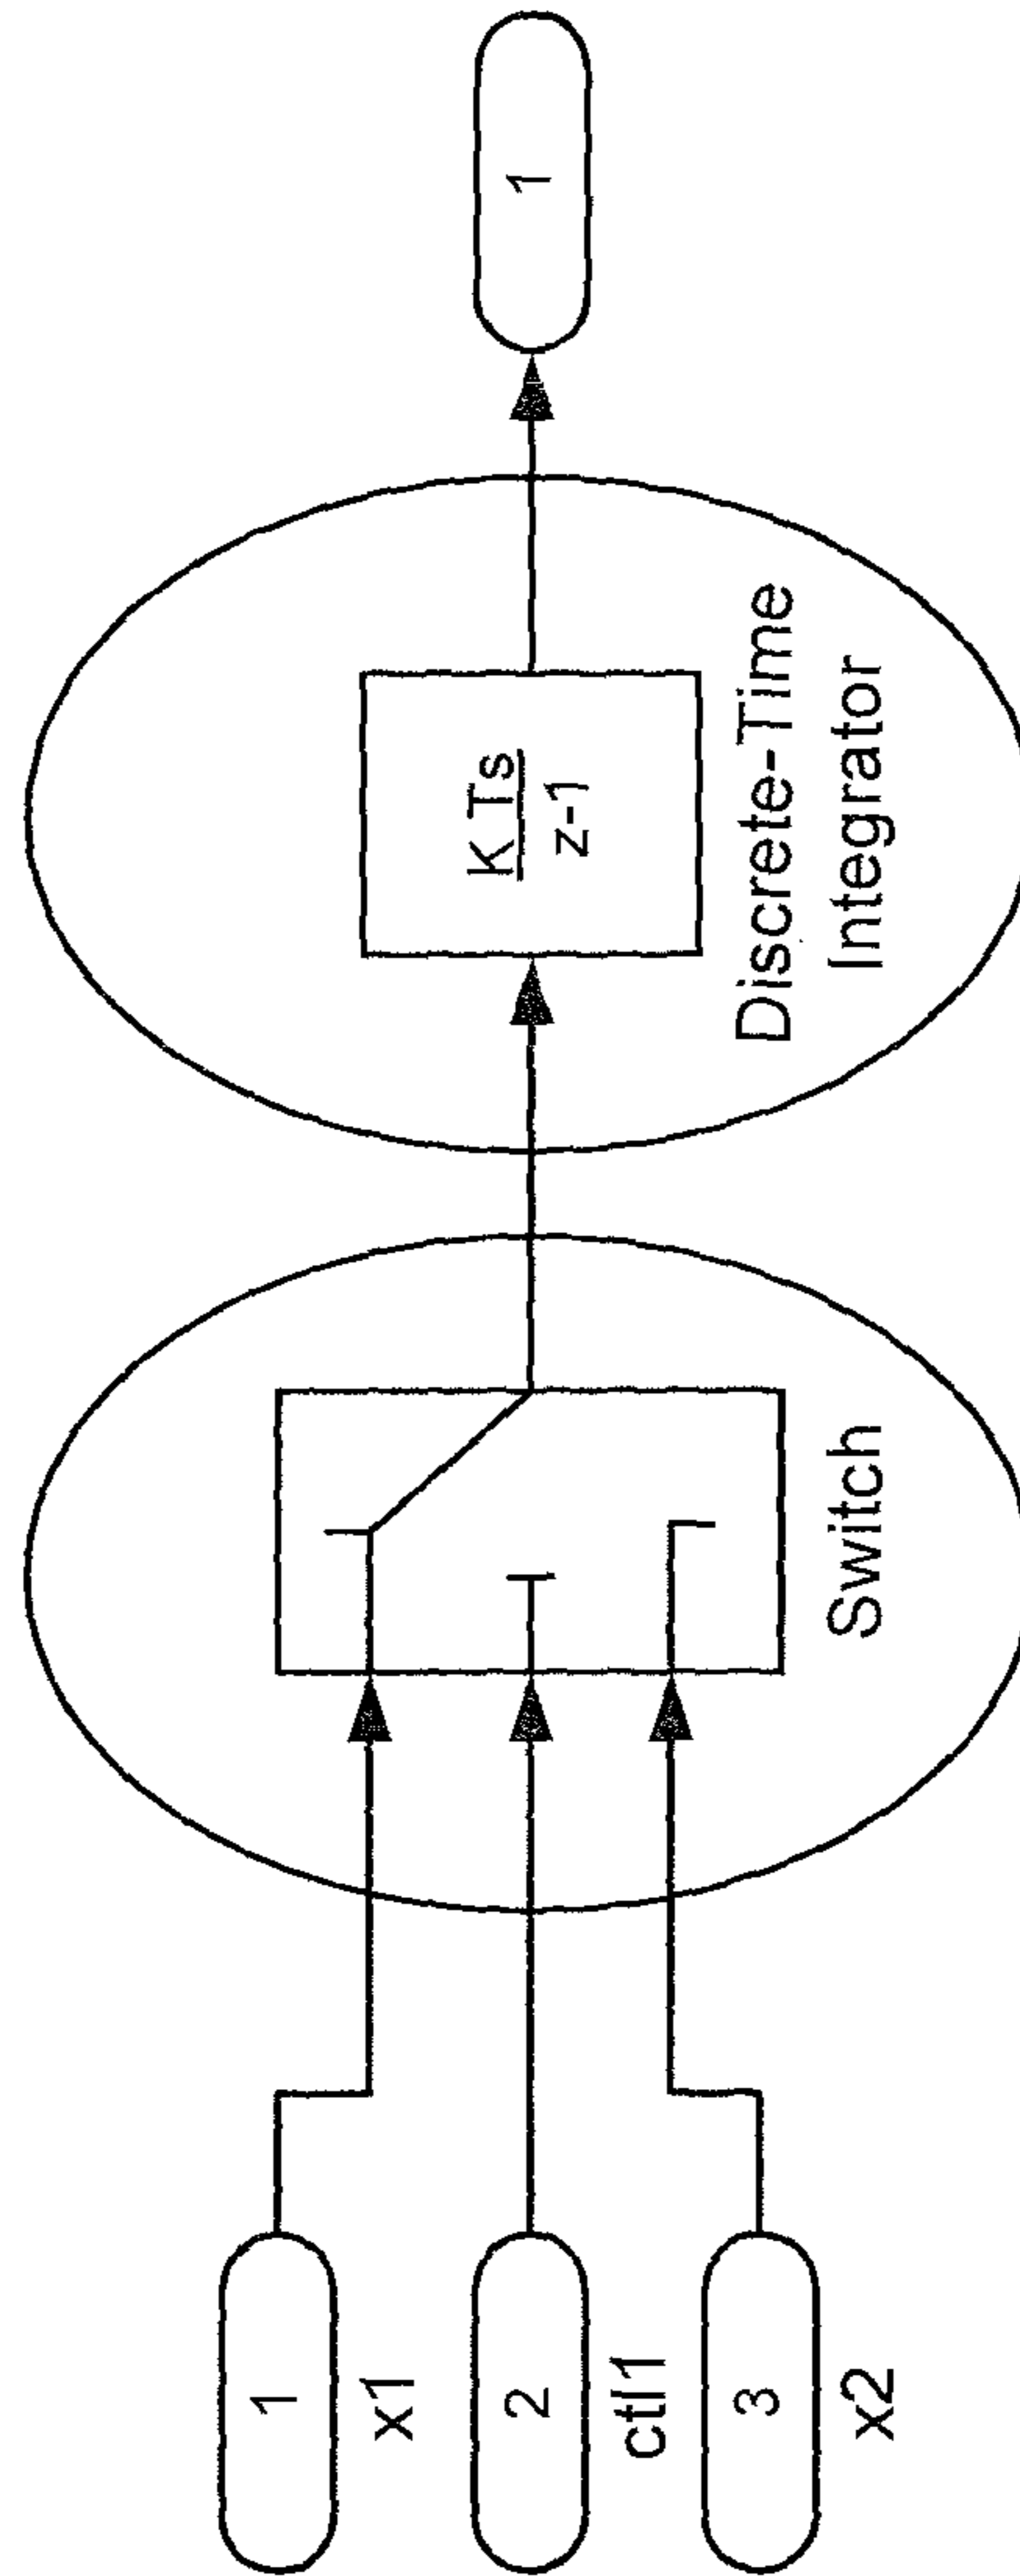 1
x1
2
ctl1
3
x2
Switch
K Ts
z-1
Discrete-Time
Integrator
1